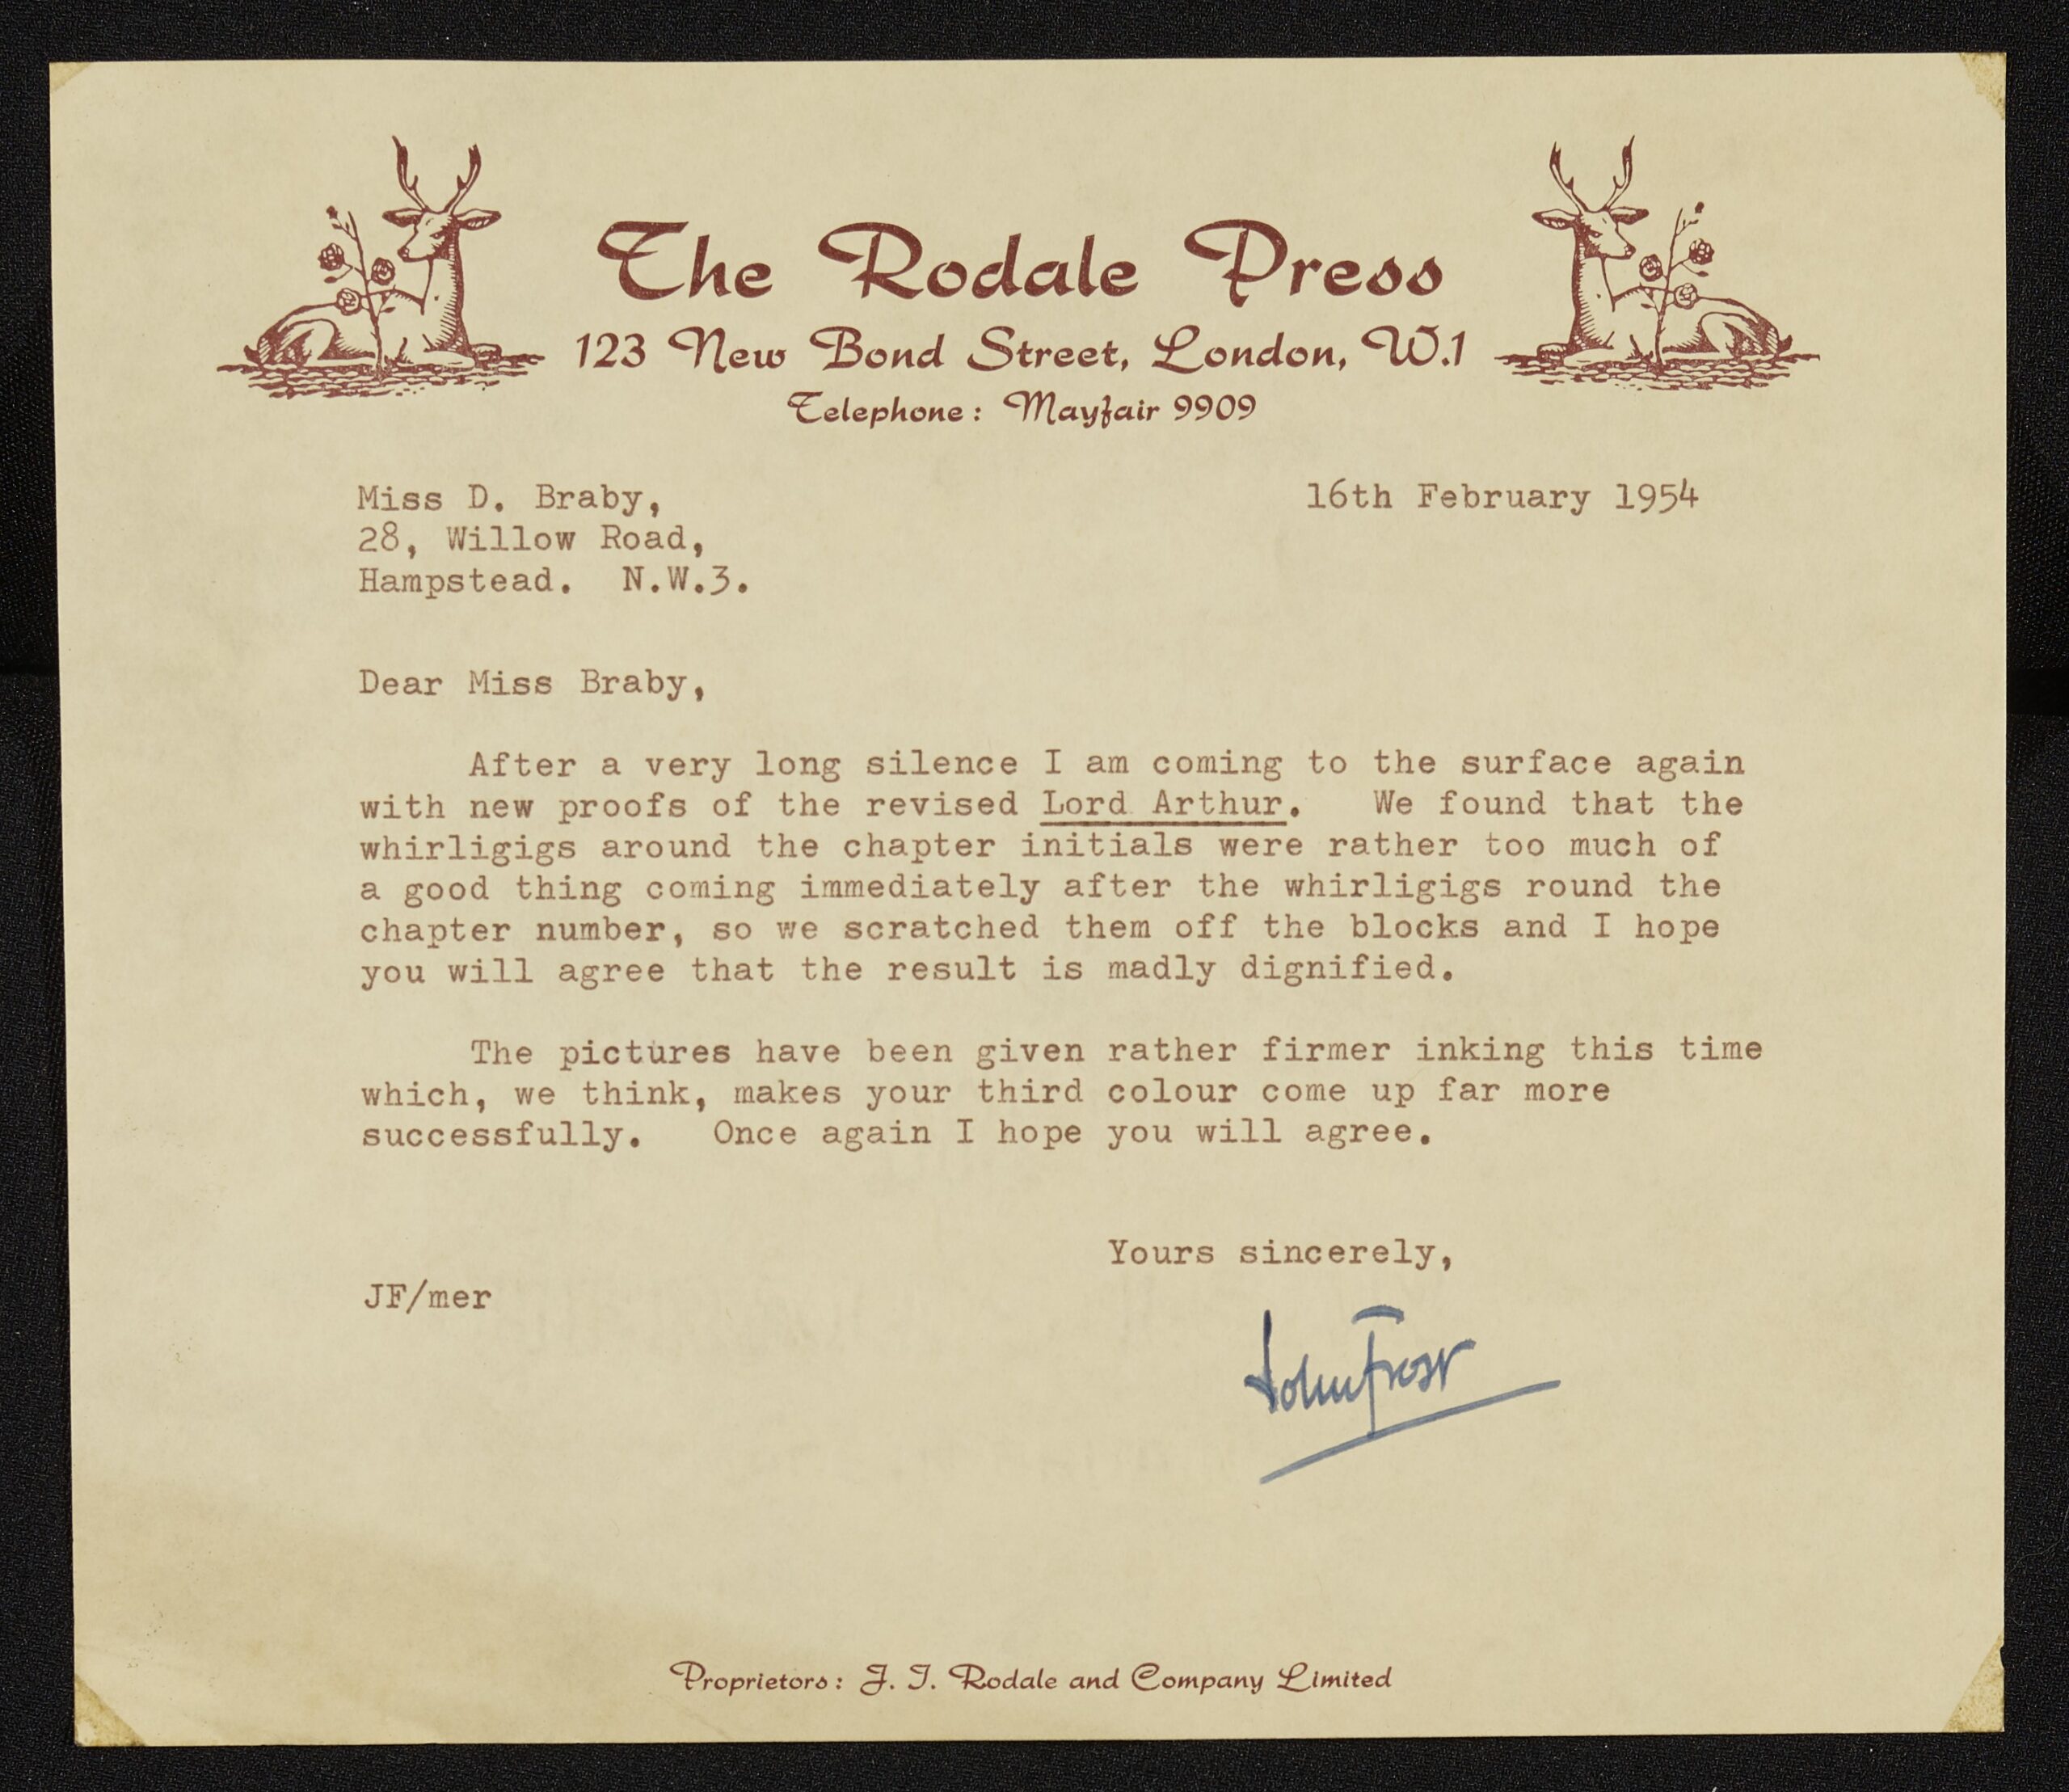 The Rodale Press
123 New Bond Street, London, W.1
Telephone: Mayfair 9909
Miss D. Braby,
16th February 1954
28, Willow Road,
Hampstead. N.W.3.
Dear Miss Braby,
After a very long silence I am coming to the surface again
with new proofs of the revised Lord Arthur. We found that the
whirligigs around the chapter initials were rather too much of
a good thing coming immediately after the whirligigs round the
chapter number, so we scratched them off the blocks and I hope
you will agree that the result is madly dignified.
The pictures have been given rather firmer inking this time
which, we think, makes your third colour come up far more
successfully. Once again I hope you will agree.
Yours sincerely,
JF/mer
John Frost
Proprietors: J. I. Rodale and Company Limited